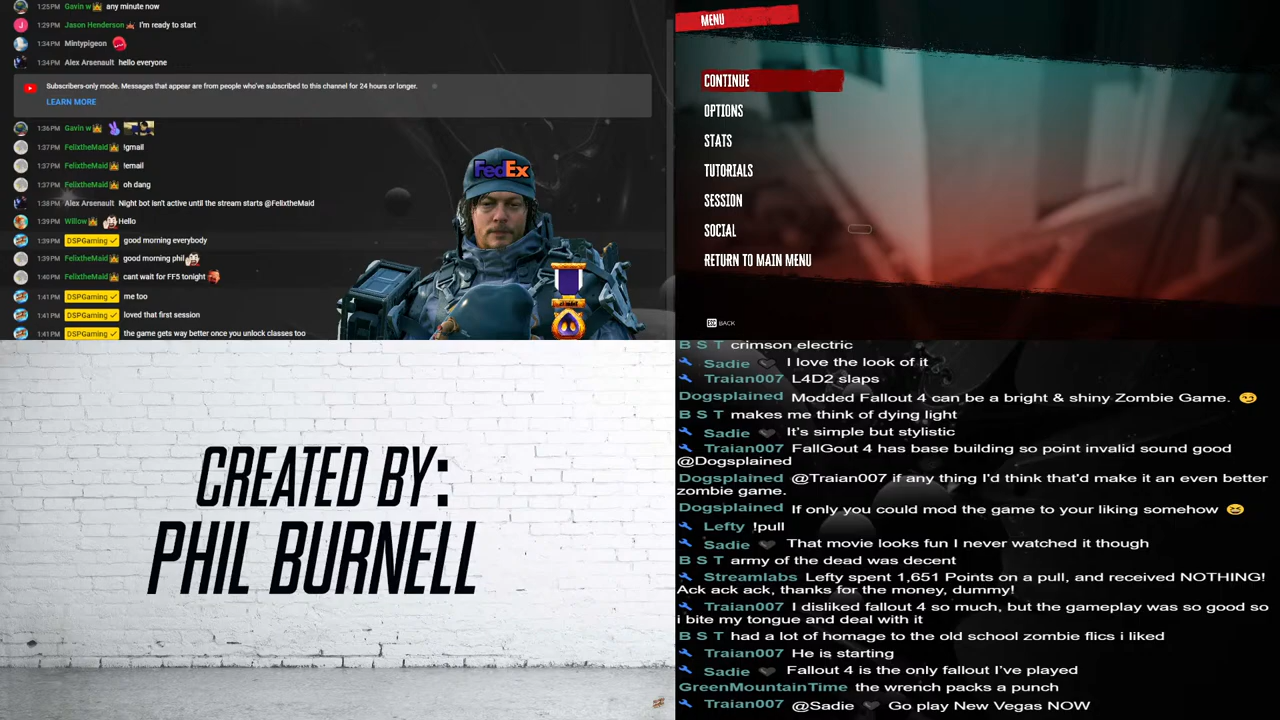 1:25PM Gavin w any minute now
1:29PM Jason Henderson I'm ready to start
1:34PM Mintypigeon
1:34PM Alex Arsenault hello everyone
Subscribers-only mode. Messages that appear are from people who've subscribed to this channel for 24 hours or longer.
LEARN MORE
1:36PM Gavin w
1:37PM FelixtheMaid !gmail
1:37PM FelixtheMaid !email
1:37PM FelixtheMaid oh dang
1:38PM Alex Arsenault Night bot isn't active until the stream starts @FelixtheMaid
1:39PM Willow Hello
1:39PM DSPGaming good morning everybody
1:39PM FelixtheMaid good morning phil
1:40PM FelixtheMaid cant wait for FF5 tonight
1:41PM DSPGaming me too
1:41PM DSPGaming loved that first session
1:41PM DSPGaming the game gets way better once you unlock classes too
FedEx
MENU
CONTINUE
OPTIONS
STATS
TUTORIALS
SESSION
SOCIAL
RETURN TO MAIN MENU
ESC BACK
CREATED BY:
PHIL BURNELL
B S T crimson electric
Sadie I love the look of it
Traian007 L4D2 slaps
Dogsplained Modded Fallout 4 can be a bright & shiny Zombie Game. 😏
B S T makes me think of dying light
Sadie It's simple but stylistic
Traian007 FallGout 4 has base building so point invalid sound good
@Dogsplained
Dogsplained @Traian007 if any thing I'd think that'd make it an even better
zombie game.
Dogsplained If only you could mod the game to your liking somehow 😆
Lefty !pull
Sadie That movie looks fun I never watched it though
B S T army of the dead was decent
Streamlabs Lefty spent 1,651 Points on a pull, and received NOTHING!
Ack ack ack, thanks for the money, dummy!
Traian007 I disliked fallout 4 so much, but the gameplay was so good so
i bite my tongue and deal with it
B S T had a lot of homage to the old school zombie flics i liked
Traian007 He is starting
Sadie Fallout 4 is the only fallout I've played
GreenMountainTime the wrench packs a punch
Traian007 @Sadie Go play New Vegas NOW